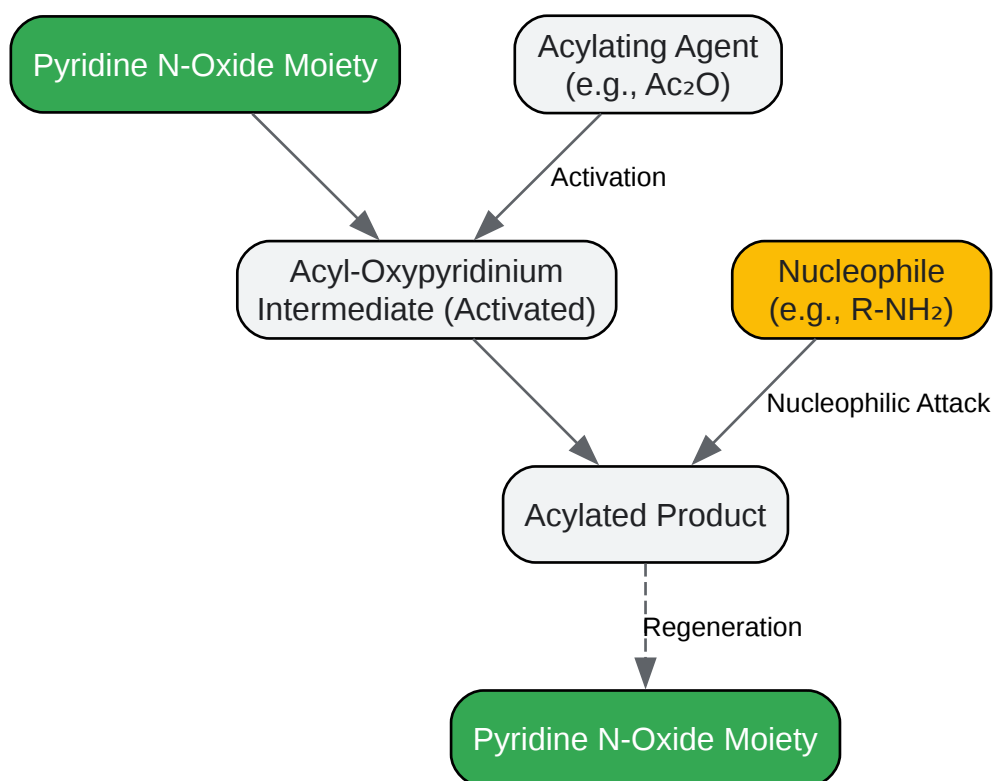 Pyridine N-Oxide Moiety
Acylating Agent
(e.g., Ac₂O)
Activation
Acyl-Oxypyridinium
Intermediate (Activated)
Nucleophile
(e.g., R-NH₂)
Nucleophilic Attack
Acylated Product
Regeneration
Pyridine N-Oxide Moiety